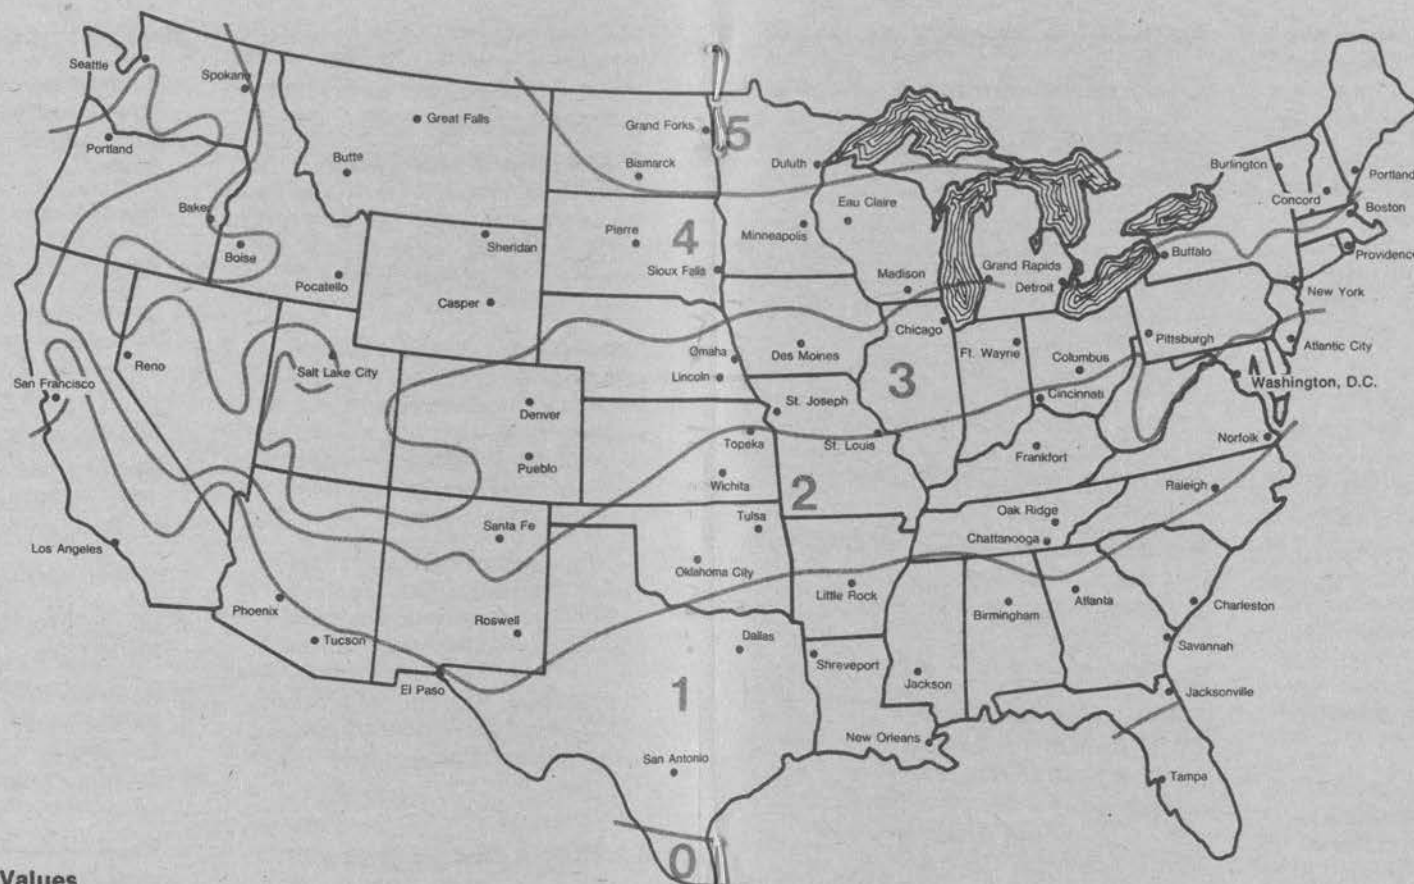 Seattle
Spokane
Great Falls
Grand Forks
5
Portland
Butte
Bismarck
Duluth
Burlington
Portland
Baker
Eau Claire
Concord
Boston
Boise
Sheridan
Pierre
4
Minneapolis
Buffalo
Providence
Pocatello
Casper
Sioux Falls
Madison
Grand Rapids
Detroit
New York
Reno
Salt Lake City
Omaha
Des Moines
Chicago
Ft. Wayne
Columbus
Pittsburgh
Atlantic City
San Francisco
Denver
Lincoln
St. Joseph
3
Cincinnati
Washington, D.C.
Pueblo
Topeka
St. Louis
Frankfort
Norfolk
Wichita
2
Raleigh
Los Angeles
Santa Fe
Tulsa
Oak Ridge
Chattanooga
Oklahoma City
Phoenix
Tucson
Roswell
Little Rock
Birmingham
Atlanta
Charleston
Dallas
Savannah
El Paso
Shreveport
Jackson
Jacksonville
1
New Orleans
San Antonio
Tampa
0
Values